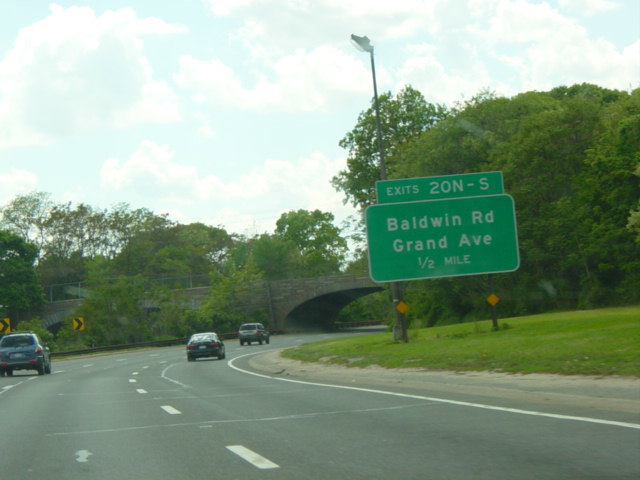 EXITS 20N-S
Baldwin Rd
Grand Ave
1/2 MILE